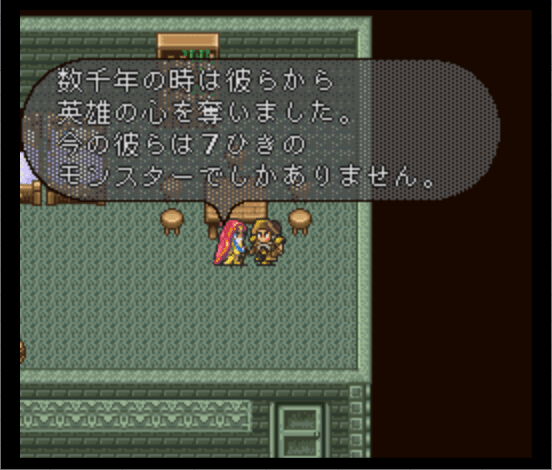 数千年の時は彼らから
英雄の心を奪いました。
今の彼らは7ひきの
モンスターでしかありません。